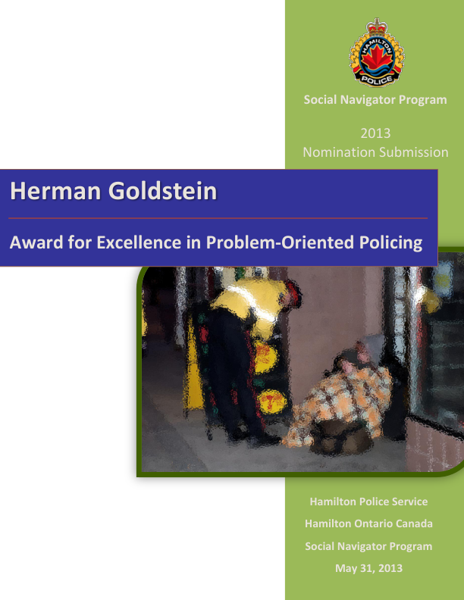 HAMILTON
POLICE
Social Navigator Program
2013
Nomination Submission
Herman Goldstein
Award for Excellence in Problem-Oriented Policing
Hamilton Police Service
Hamilton Ontario Canada
Social Navigator Program
May 31, 2013